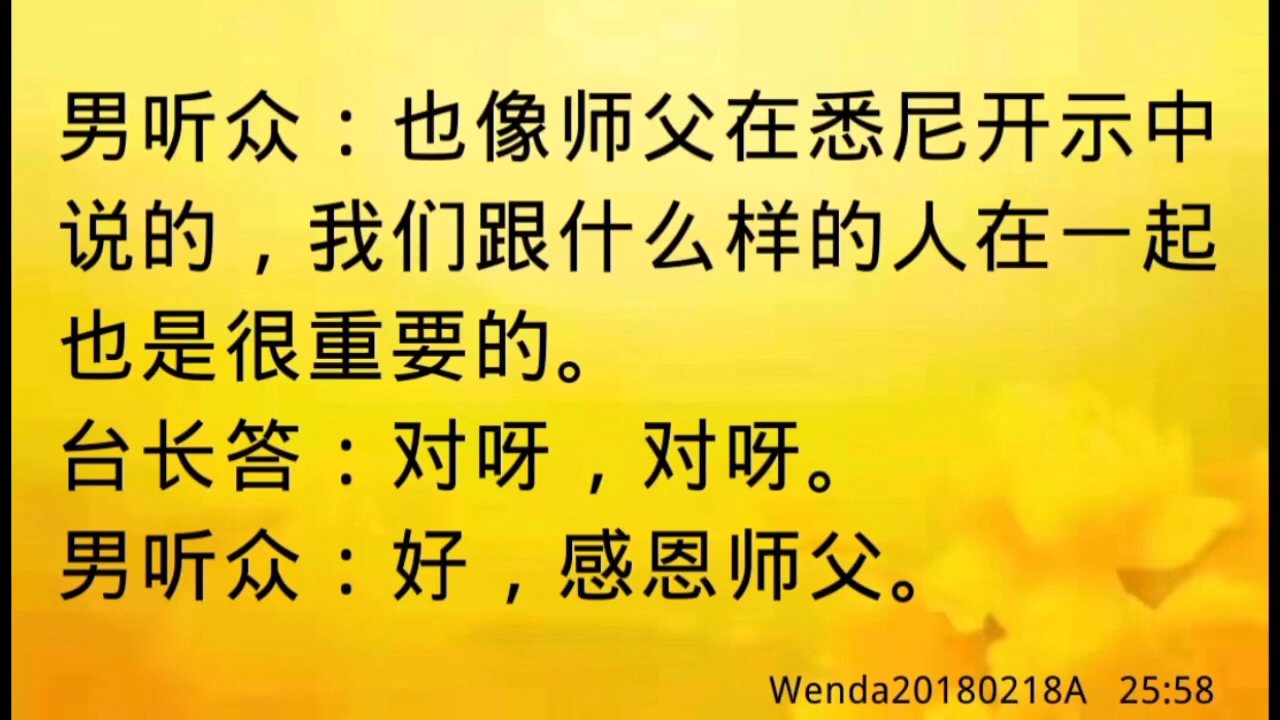 男听众：也像师父在悉尼开示中
说的，我们跟什么样的人在一起
也是很重要的。
台长答：对呀，对呀。
男听众：好，感恩师父。
Wenda20180218A 25:58